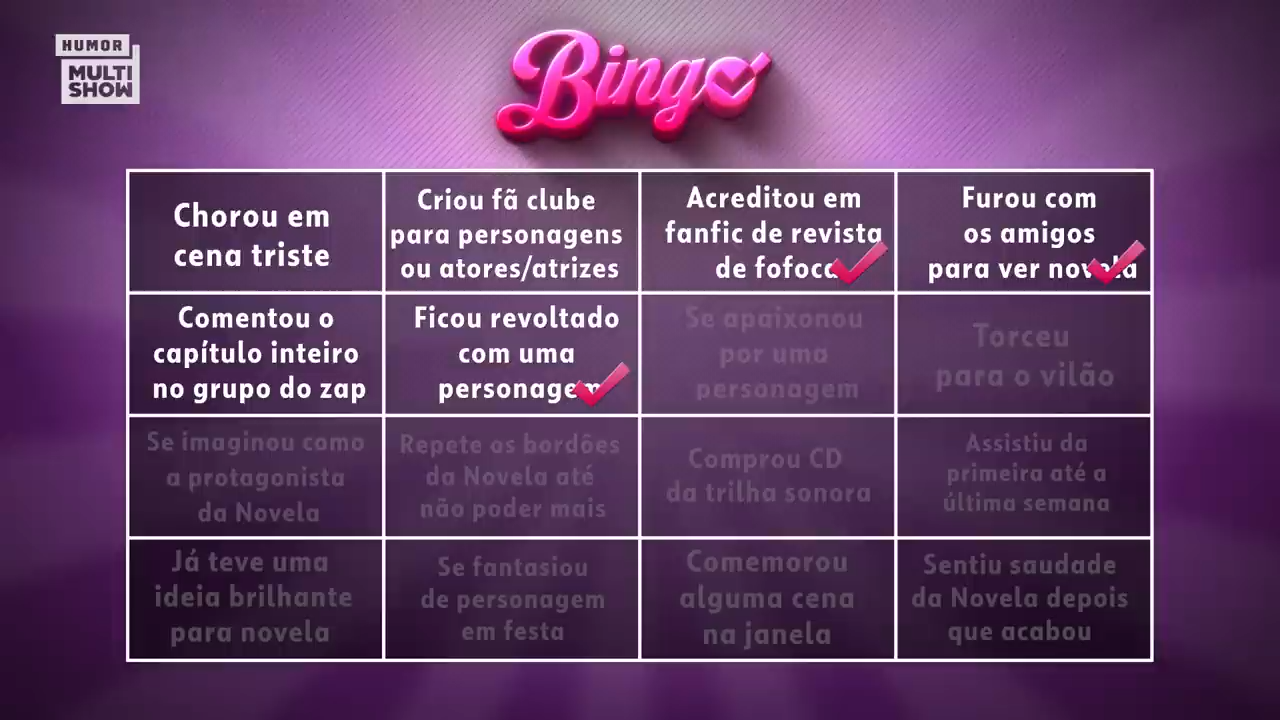 HUMOR
MULTI
SHOW
Bingo
Chorou em
cena triste
Criou fã clube
para personagens
ou atores/atrizes
Acreditou em
fanfic de revista
de fofoca
Furou com
os amigos
para ver novela
Comentou o
capítulo inteiro
no grupo do zap
Ficou revoltado
com uma
personagem
Se apaixonou
por uma
personagem
Torceu
para o vilão
Se imaginou como
a protagonista
da Novela
Repete os bordões
da Novela até
não poder mais
Comprou CD
da trilha sonora
Assistiu da
primeira até a
última semana
Já teve uma
ideia brilhante
para novela
Se fantasiou
de personagem
em festa
Comemorou
alguma cena
na janela
Sentiu saudade
da Novela depois
que acabou